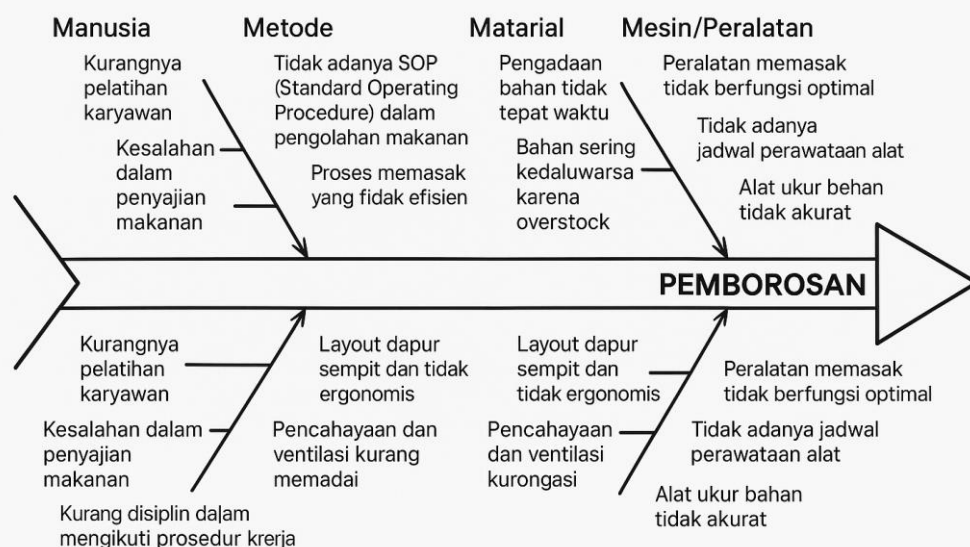 Manusia
Kurangnya
pelatihan
karyawan
Kesalahan
dalam
penyajian
makanan
Metode
Tidak adanya SOP
(Standard Operating
Procedure) dalam
pengolahan makanan
Proses memasak
yang fidak efisien
Matarial
Pengadaan
bahan tidak
tepat waktu
Bahan sering
kedaluwarsa
karena
overstock
Mesin/Peralatan
Peralatan memasak
tidak berfungsi optimal
Tidak adanya
jadwal perawataan alat
Alat ukur behan
tidak akurat
PEMBOROSAN
Kurangnya
pelatihan
karyawan
Kesalahan dalam
penyajian
makanan
Kurang disiplin dalam
mengikuti prosedur krerja
Layout dapur
sempit dan tidak
ergonomis
Pencahayaan dan
ventilasi kurang
memadai
Layout dapur
sempit dan
tidak ergonomis
Pencahayaan
dan ventilasi
kurongasi
Peralatan memasak
tidak berfungsi optimal
Tidak adanya jadwal
perawataan alat
Alat ukur bahan
tidak akurat